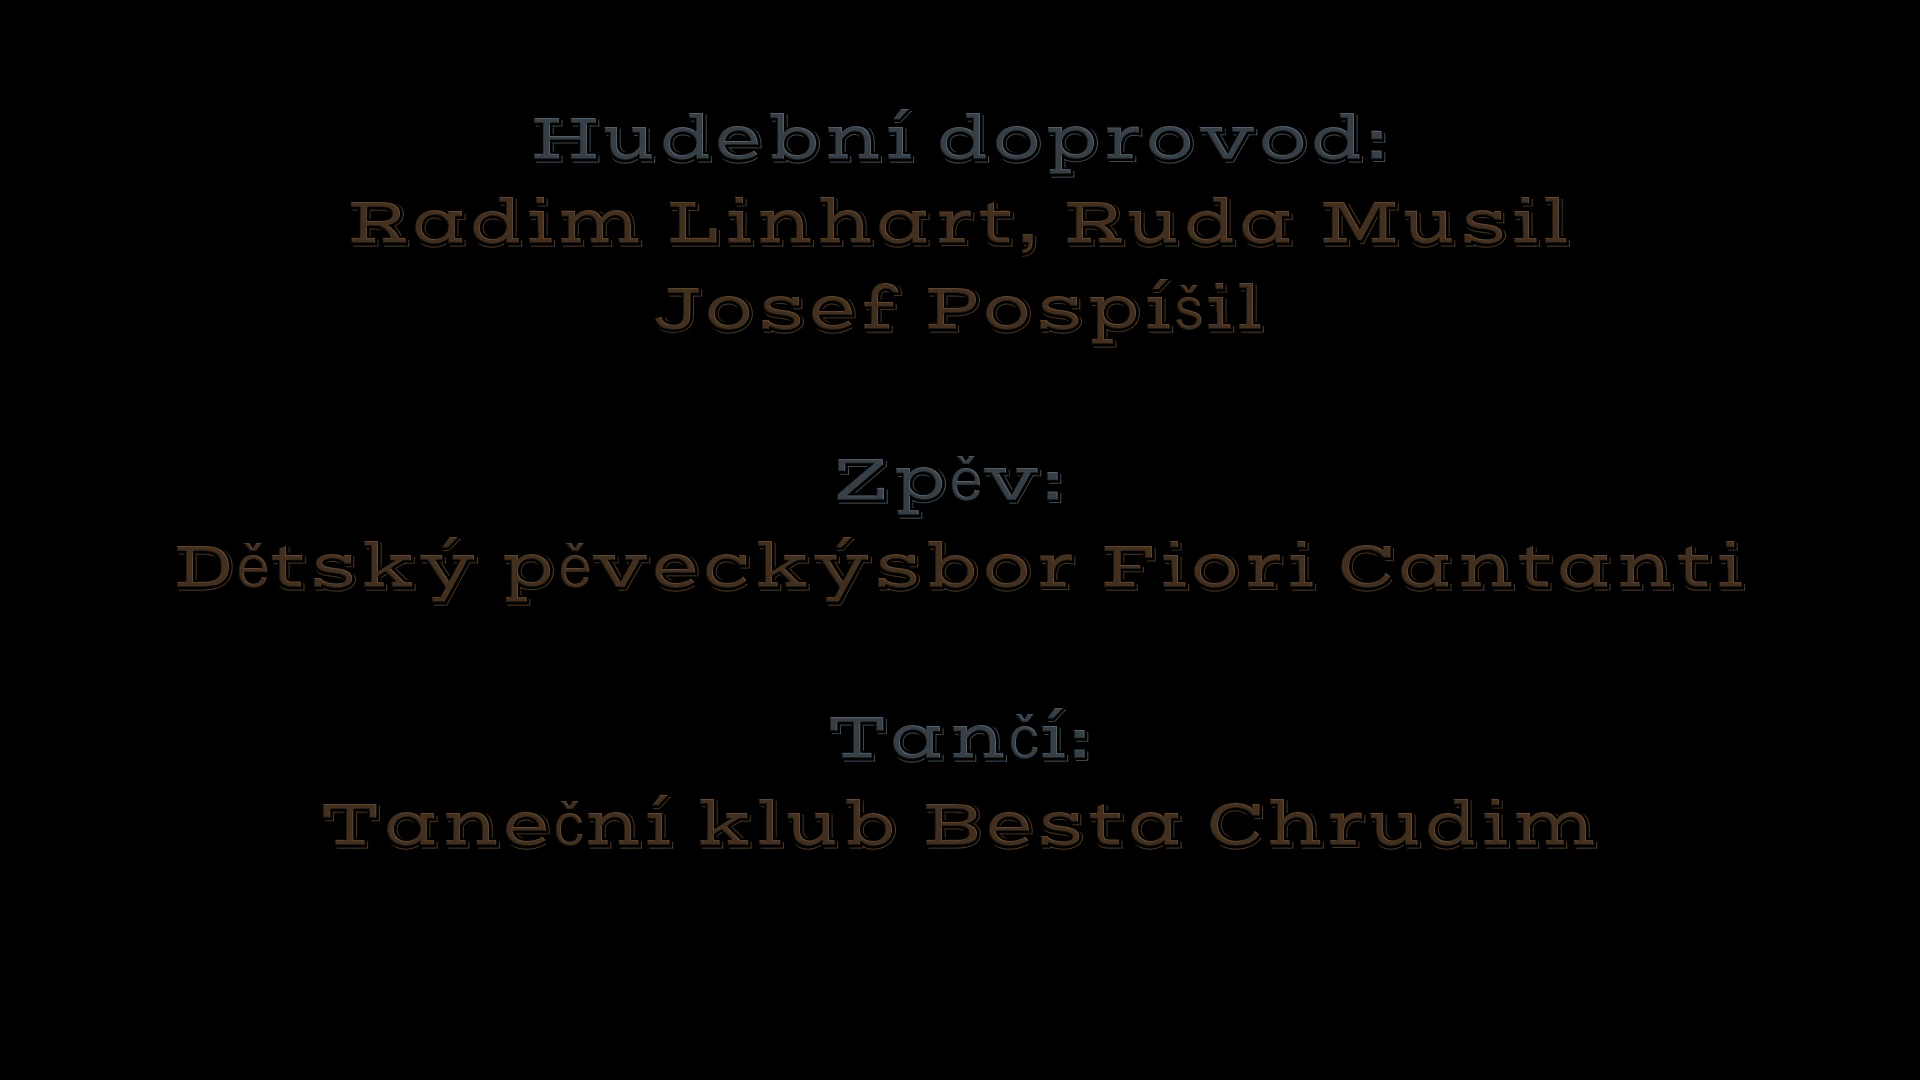 Hudební doprovod:
Radim Linhart, Ruda Musil
Josef Pospíšil
Zpěv:
Dětský pěveckýsbor Fiori Cantanti
Tančí:
Taneční klub Besta Chrudim